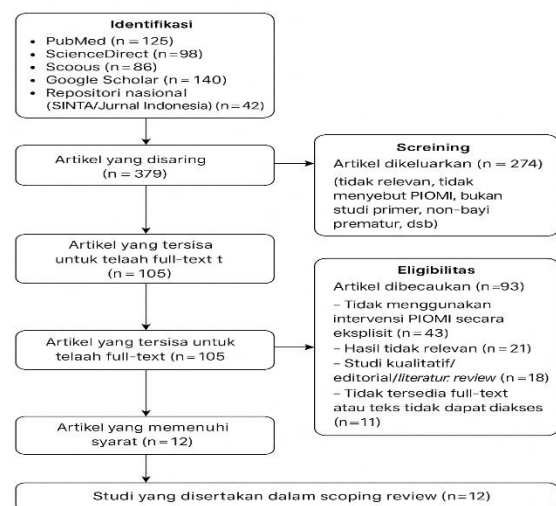 Identifikasi
• PubMed (n = 125)
• ScienceDirect (n =98)
• Scoous (n = 86)
• Google Scholar (n = 140)
• Repositori nasional
(SINTA/Jurnal Indonesia) (n = 42)
Artikel yang disaring
(n = 379)
Screining
Artikel dikeluarkan (n = 274)
(tidak relevan, tidak
menyebut PIOMI, bukan
studi primer, non-bayi
prematur, dsb)
Artikel yang tersisa
untuk telaah full-text t
(n = 105)
Eligibilitas
Artikel dibecaukan (n =93)
– Tidak menggunakan
intervensi PIOMI secara
eksplisit (n = 43)
– Hasil tidak relevan (n = 21)
– Studi kualitatif/
editorial/literatur: review (n = 18)
– Tidak tersedia full-text
atau teks tidak dapat diakses
(n = 11)
Artikel yang tersisa untuk
telaah full-text (n = 105
Artikel yang memenuhi
syarat (n = 12)
Studi yang disertakan dalam scoping review (n = 12)